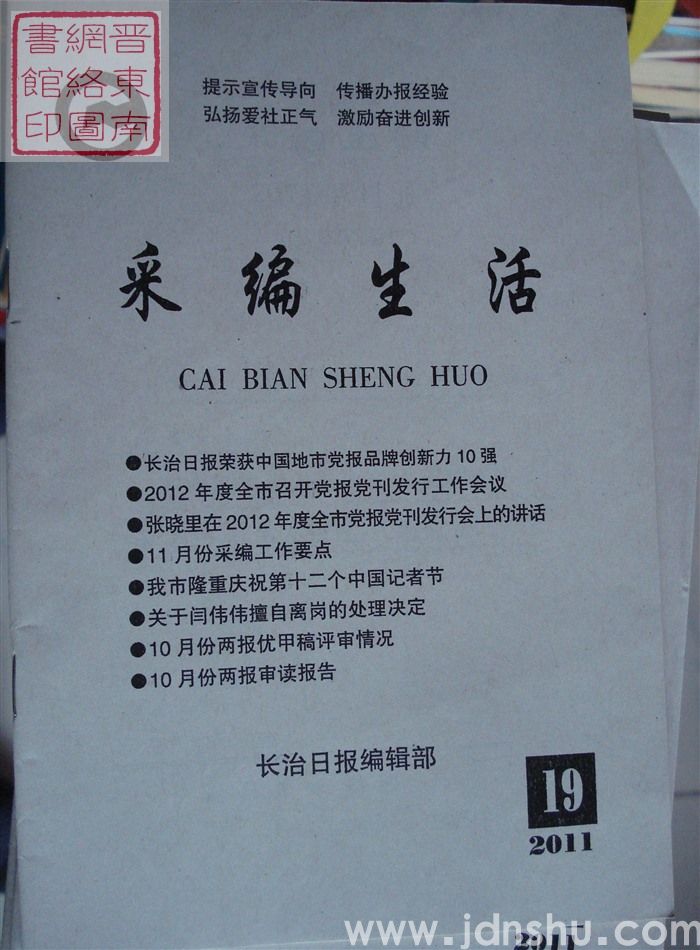 晋东南
網絡圖
書館印
提示宣传导向 传播办报经验
弘扬爱社正气 激励奋进创新
采编生活
CAI BIAN SHENG HUO
●长治日报荣获中国地市党报品牌创新力10强
●2012年度全市召开党报党刊发行工作会议
●张晓里在2012年度全市党报党刊发行会上的讲话
●11月份采编工作要点
●我市隆重庆祝第十二个中国记者节
●关于闫伟伟擅自离岗的处理决定
●10月份两报优甲稿评审情况
●10月份两报审读报告
长治日报编辑部
19
2011
www.jdnshu.com
2011